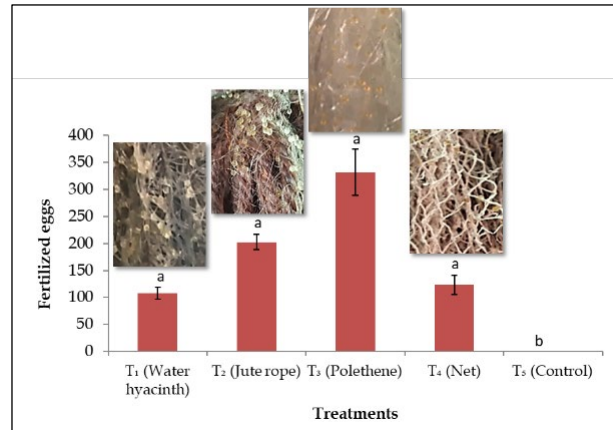 400
350
300
250
200
150
100
50
0
Fertilized eggs
a
a
a
a
b
T₁ (Water hyacinth)
T₂ (Jute rope)
T₃ (Polethene)
T₄ (Net)
T₅ (Control)
Treatments